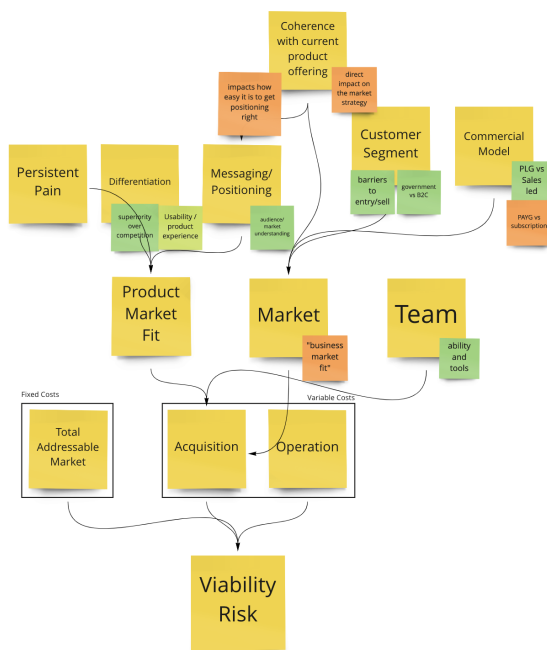 Coherence
with current
product
offering
impacts how
easy it is to get
positioning
right
direct
impact on
the market
strategy
Persistent
Pain
Differentiation
superiority
over
competition
Usability /
product
experience
Messaging/
Positioning
audience/
market
understanding
Customer
Segment
barriers
to
entry/sell
government
vs B2C
Commercial
Model
PLG vs
Sales
led
PAYG vs
subscription
Product
Market
Fit
Market
"business
market
fit"
Team
ability
and
tools
Fixed Costs
Total
Addressable
Market
Variable Costs
Acquisition
Operation
Viability
Risk